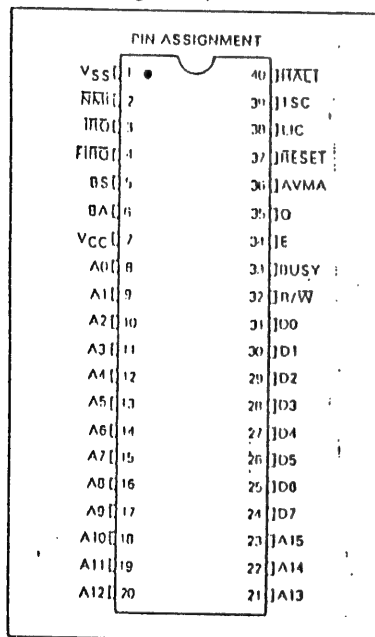 PIN ASSIGNMENT
VSS 1 40 HALT
NMI 2 39 TSC
IRQ 3 38 LIC
FIRQ 4 37 RESET
BS 5 36 AVMA
BA 6 35 Q
VCC 7 34 E
A0 8 33 BUSY
A1 9 32 R/W
A2 10 31 D0
A3 11 30 D1
A4 12 29 D2
A5 13 28 D3
A6 14 27 D4
A7 15 26 D5
A8 16 25 D6
A9 17 24 D7
A10 18 23 A15
A11 19 22 A14
A12 20 21 A13